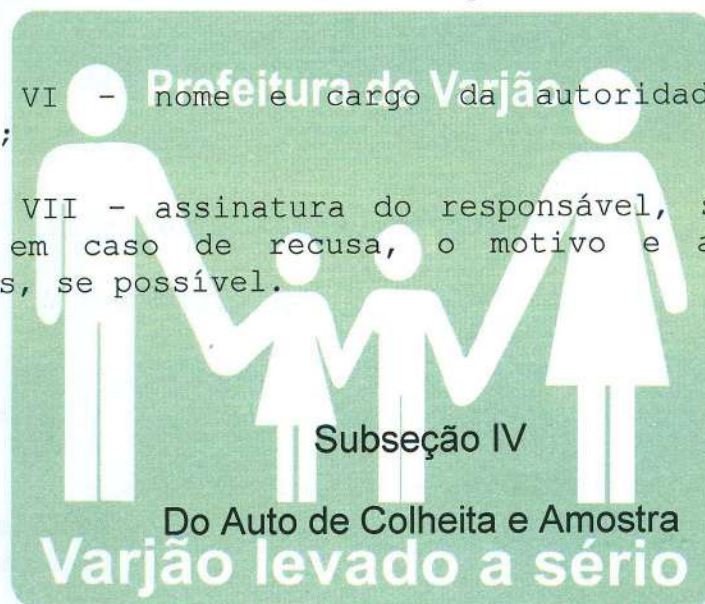 Prefeitura de Varjão
VI - nome e cargo da autoridad
;
VII - assinatura do responsável, s
em caso de recusa, o motivo e a
s, se possível.
Subseção IV
Do Auto de Colheita e Amostra
Varjão levado a sério